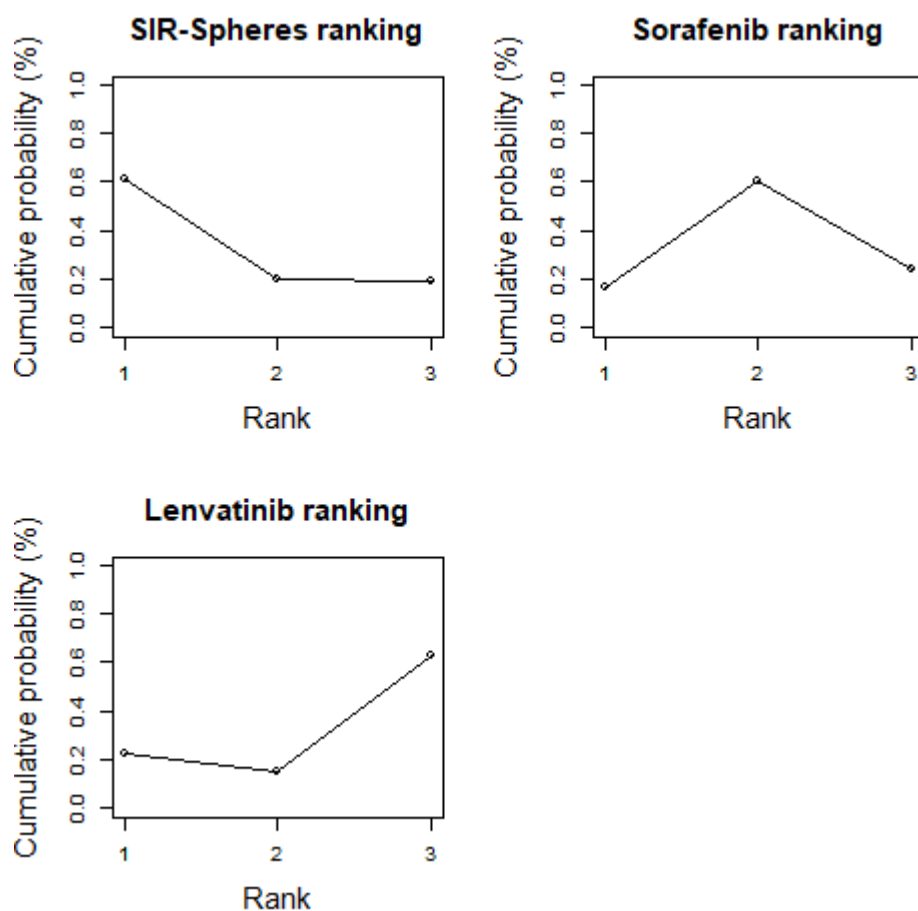 SIR-Spheres ranking
Cumulative probability (%)
1.0
0.8
0.6
0.4
0.2
0.0
1 2 3
Rank
Sorafenib ranking
Cumulative probability (%)
1.0
0.8
0.6
0.4
0.2
0.0
1 2 3
Rank
Lenvatinib ranking
Cumulative probability (%)
1.0
0.8
0.6
0.4
0.2
0.0
1 2 3
Rank